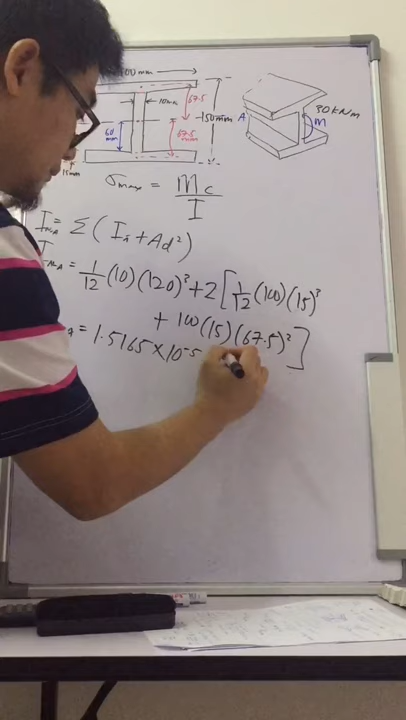 100 mm
10mm
67.5
150mm
60
mm
67.5
mm
15mm
A
30kNm
M
σmax = Mc
I
INA = Σ(Ix̄ + Ad²)
INA = 1/12 (10)(120)³ + 2[1/12 (100)(15)³
+ 100(15)(67.5)²]
= 1.5165 × 10⁻⁵